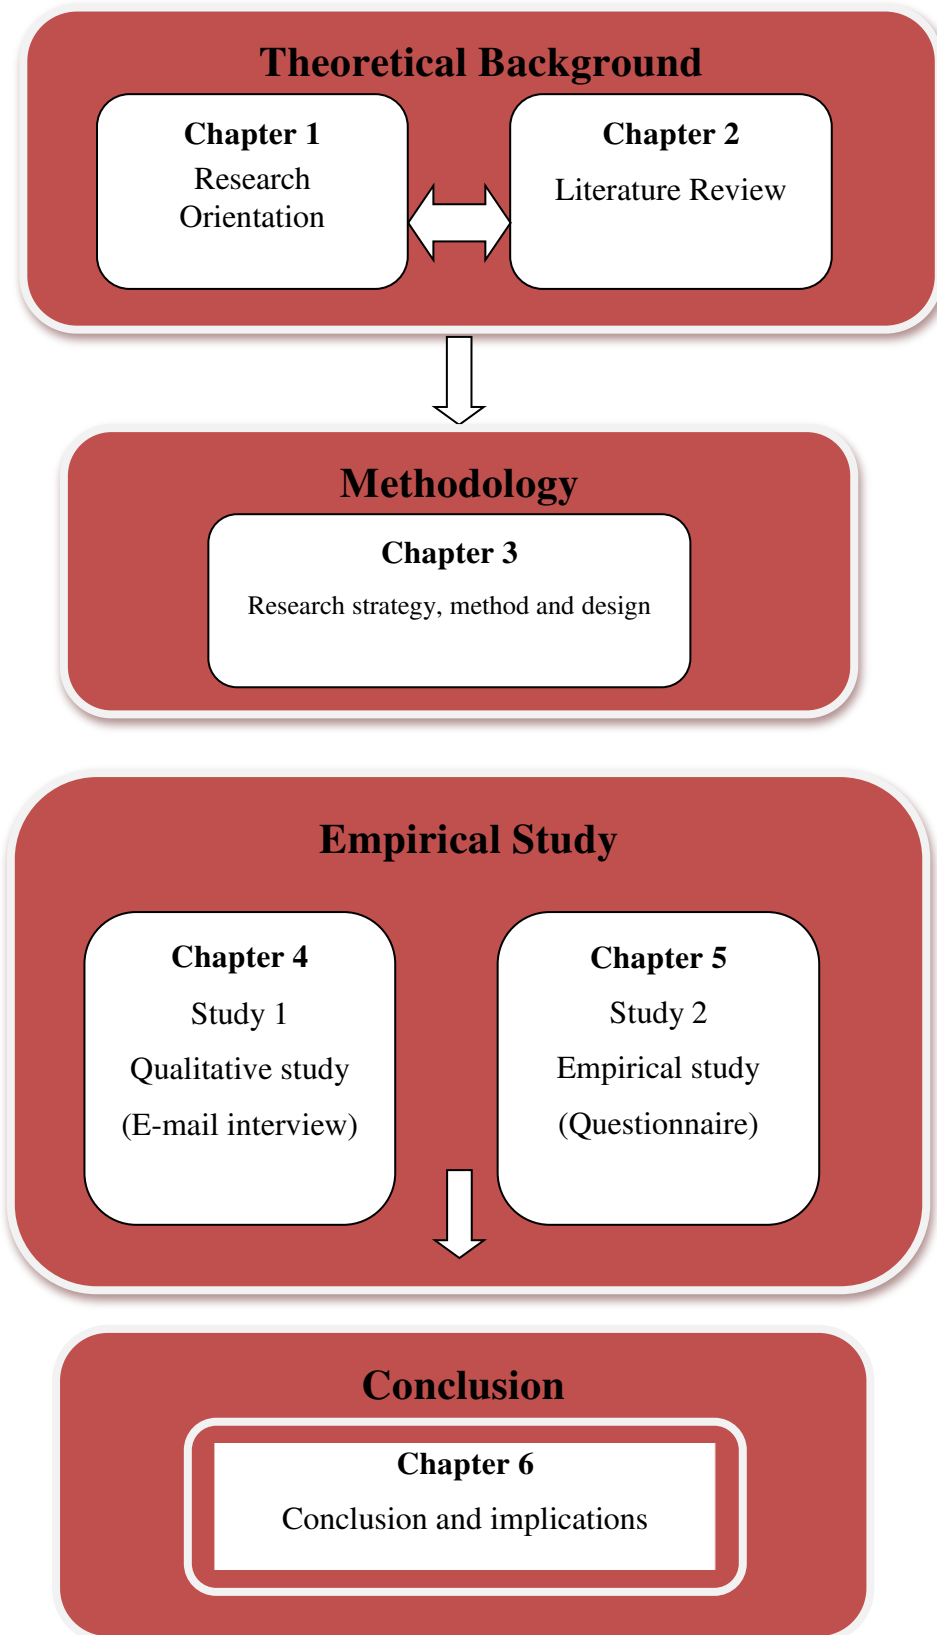 Theoretical Background
Chapter 1
Research
Orientation
Chapter 2
Literature Review
Methodology
Chapter 3
Research strategy, method and design
Empirical Study
Chapter 4
Study 1
Qualitative study
(E-mail interview)
Chapter 5
Study 2
Empirical study
(Questionnaire)
Conclusion
Chapter 6
Conclusion and implications